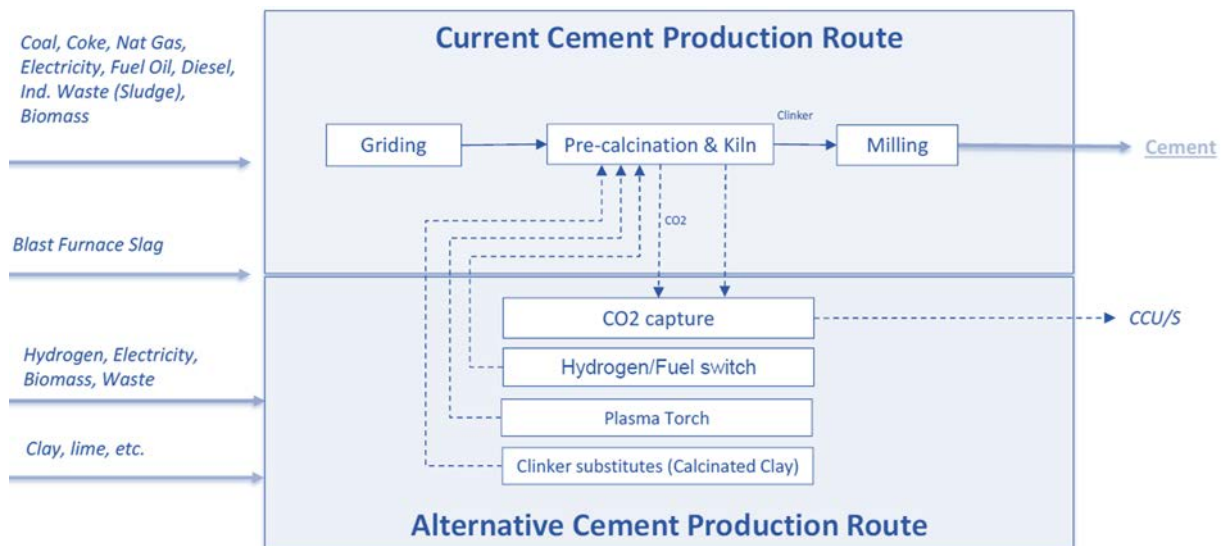 Current Cement Production Route
Coal, Coke, Nat Gas,
Electricity, Fuel Oil, Diesel,
Ind. Waste (Sludge),
Biomass
Griding
Pre-calcination & Kiln
Clinker
Milling
Cement
CO2
Blast Furnace Slag
CO2 capture
CCU/S
Hydrogen, Electricity,
Biomass, Waste
Hydrogen/Fuel switch
Plasma Torch
Clay, lime, etc.
Clinker substitutes (Calcinated Clay)
Alternative Cement Production Route